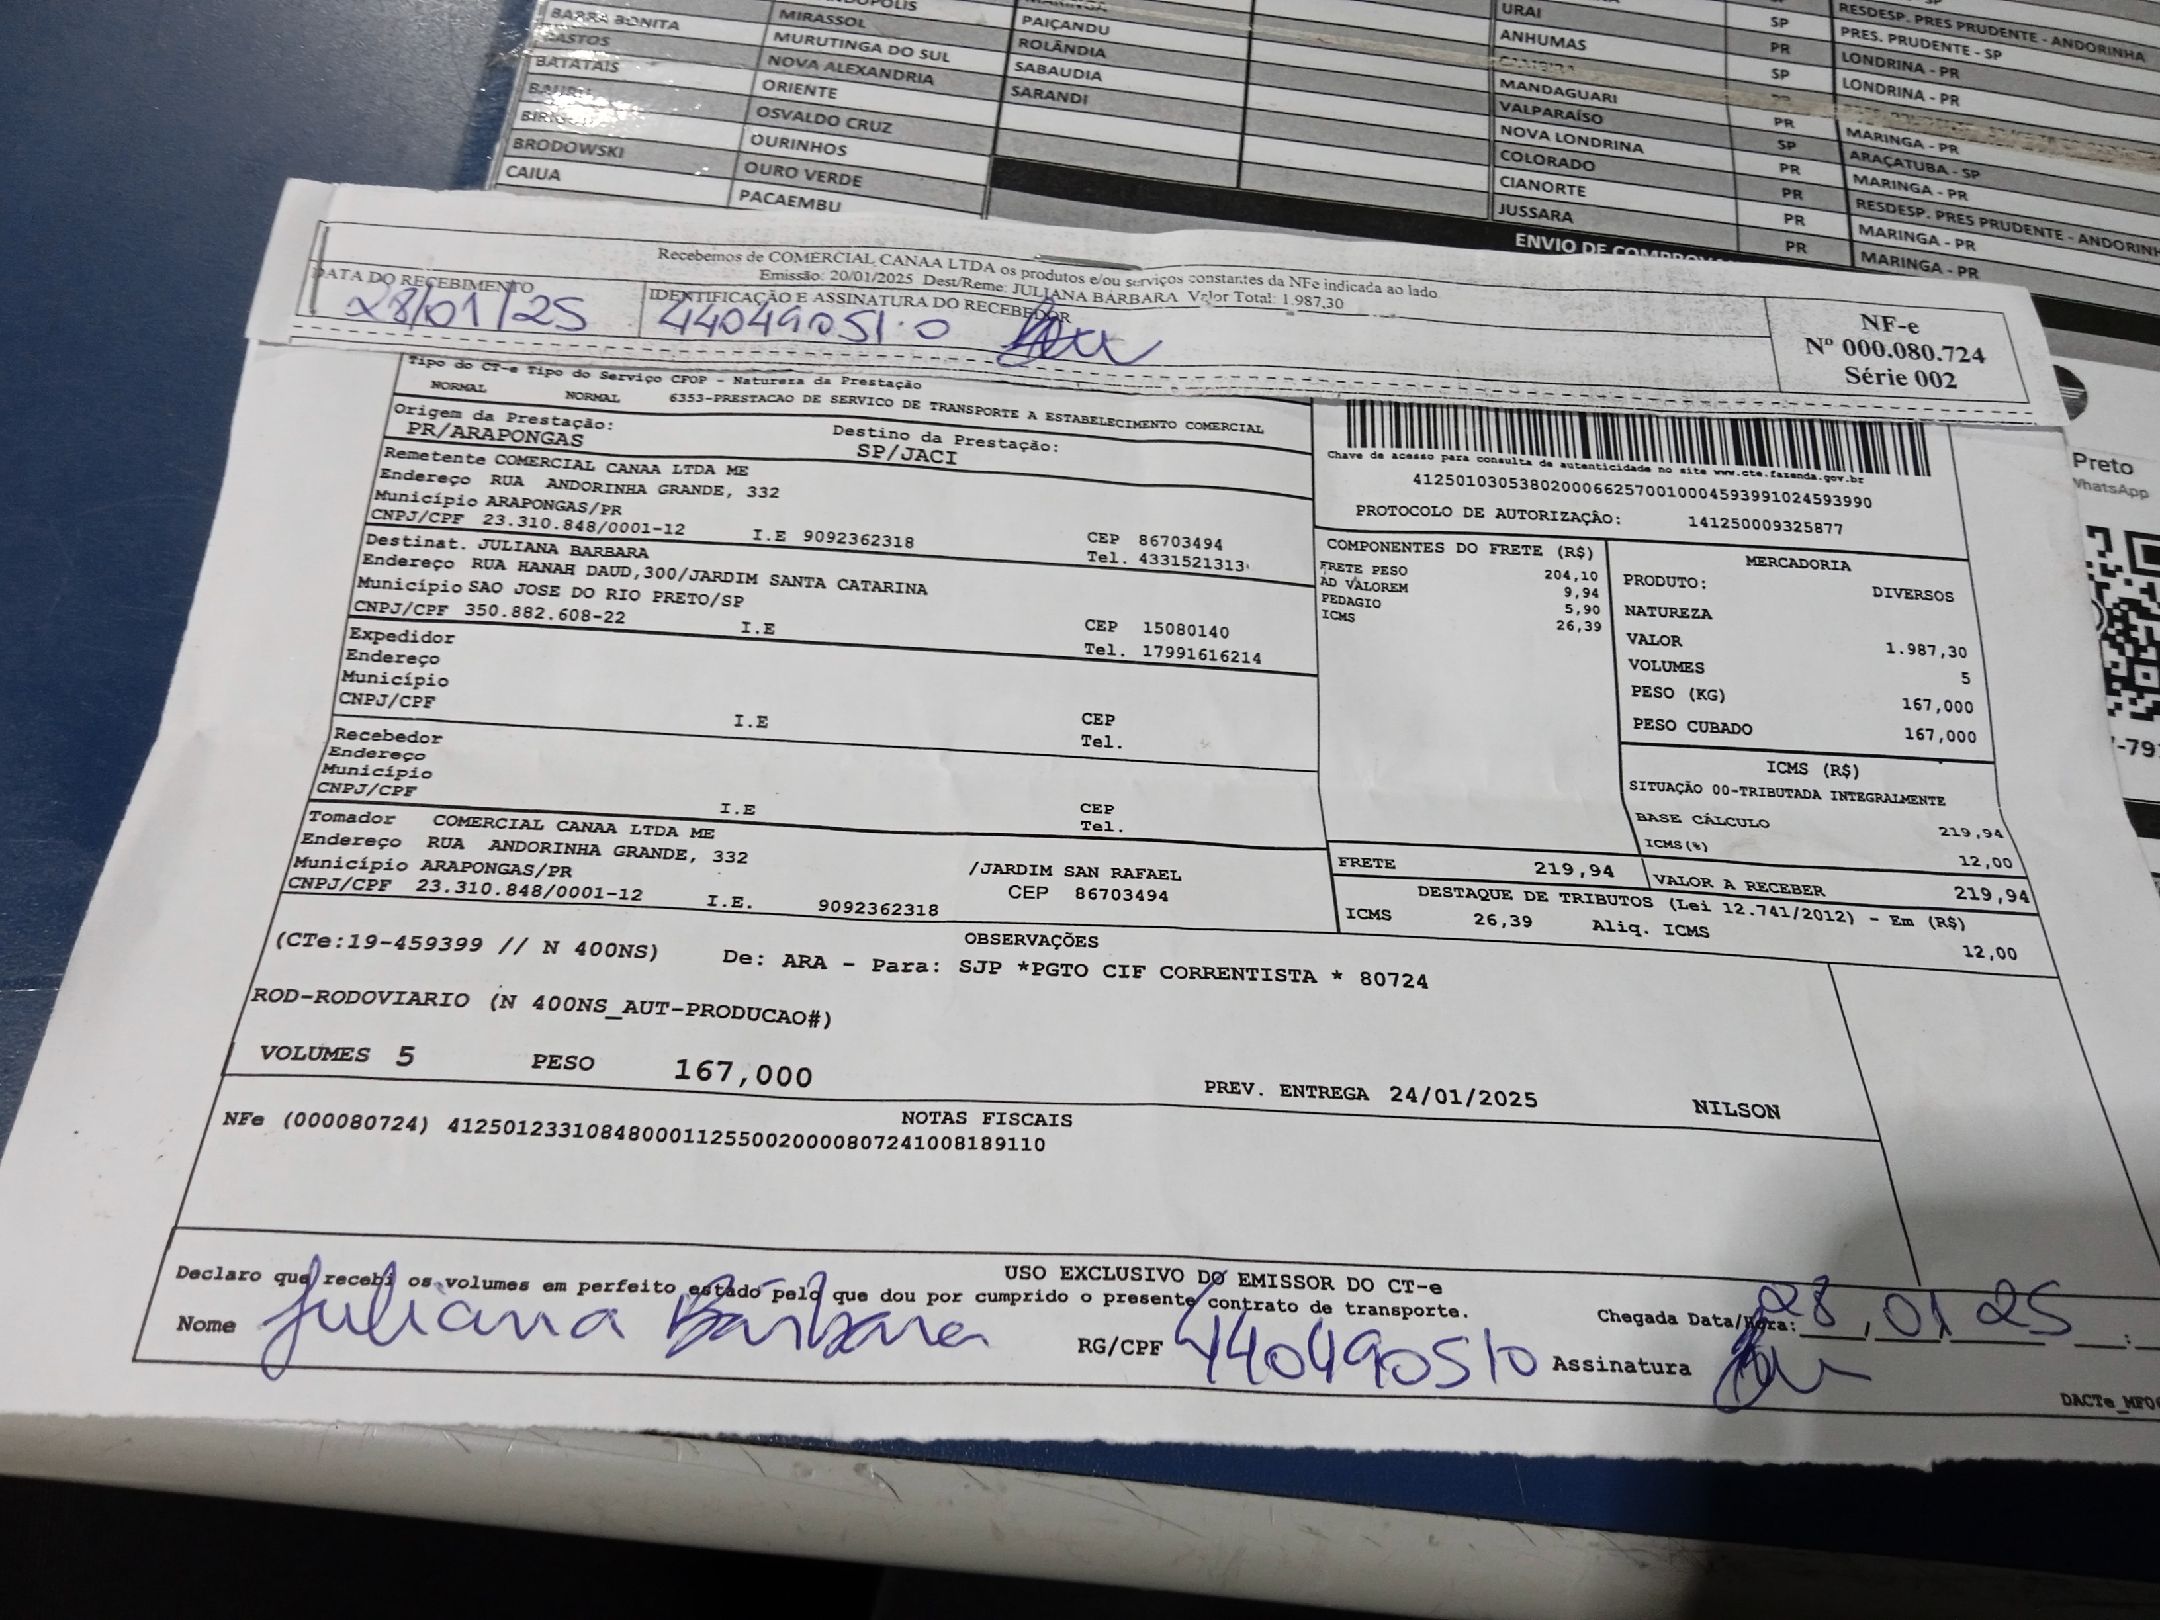 BARRA BONITA MIRASSOL PAIÇANDU URAI SP RESDESP. PRES PRUDENTE - ANDORINHA
MURUTINGA DO SUL ROLÂNDIA ANHUMAS PR PRES. PRUDENTE - SP
BATATAIS NOVA ALEXANDRIA SABAUDIA SP LONDRINA - PR
ORIENTE SARANDI MANDAGUARI LONDRINA - PR
OSVALDO CRUZ VALPARAÍSO PR
BRODOWSKI OURINHOS NOVA LONDRINA SP MARINGA - PR
CAIUA OURO VERDE COLORADO PR ARAÇATUBA - SP
PACAEMBU CIANORTE PR MARINGA - PR
JUSSARA PR RESDESP. PRES PRUDENTE - ANDORINH
PR MARINGA - PR
MARINGA - PR
ENVIO DE
Recebemos de COMERCIAL CANAA LTDA os produtos e/ou serviços constantes da NFe indicada ao lado
Emissão: 20/01/2025 Dest/Reme: JULIANA BÁRBARA Valor Total: 1.987,30
DATA DO RECEBIMENTO IDENTIFICAÇÃO E ASSINATURA DO RECEBEDOR
28/01/25 44049051-0
NF-e
Nº 000.080.724
Série 002
Tipo do CT-e Tipo do Serviço CFOP - Natureza da Prestação
NORMAL NORMAL 6353-PRESTACAO DE SERVICO DE TRANSPORTE A ESTABELECIMENTO COMERCIAL
Origem da Prestação: Destino da Prestação:
PR/ARAPONGAS SP/JACI
Remetente COMERCIAL CANAA LTDA ME
Endereço RUA ANDORINHA GRANDE, 332
Município ARAPONGAS/PR CEP 86703494
CNPJ/CPF 23.310.848/0001-12 I.E 9092362318 Tel. 4331521313
Destinat. JULIANA BARBARA
Endereço RUA HANAH DAUD,300/JARDIM SANTA CATARINA
Município SAO JOSE DO RIO PRETO/SP CEP 15080140
CNPJ/CPF 350.882.608-22 I.E Tel. 17991616214
Expedidor
Endereço
Município CEP
CNPJ/CPF I.E Tel.
Recebedor
Endereço
Município CEP
CNPJ/CPF I.E Tel.
Tomador COMERCIAL CANAA LTDA ME
Endereço RUA ANDORINHA GRANDE, 332 /JARDIM SAN RAFAEL
Município ARAPONGAS/PR CEP 86703494
CNPJ/CPF 23.310.848/0001-12 I.E. 9092362318
Chave de acesso para consulta de autenticidade no site www.cte.fazenda.gov.br
41250103053802000662570010004593991024593990
PROTOCOLO DE AUTORIZAÇÃO: 141250009325877
COMPONENTES DO FRETE (R$)
FRETE PESO 204,10
AD VALOREM 9,94
PEDAGIO 5,90
ICMS 26,39
MERCADORIA
PRODUTO: DIVERSOS
NATUREZA
VALOR 1.987,30
VOLUMES 5
PESO (KG) 167,000
PESO CUBADO 167,000
ICMS (R$)
SITUAÇÃO 00-TRIBUTADA INTEGRALMENTE
BASE CÁLCULO 219,94
ICMS(%) 12,00
FRETE 219,94 VALOR A RECEBER 219,94
DESTAQUE DE TRIBUTOS (Lei 12.741/2012) - Em (R$)
ICMS 26,39 Aliq. ICMS 12,00
OBSERVAÇÕES
(CTe:19-459399 // N 400NS) De: ARA - Para: SJP *PGTO CIF CORRENTISTA * 80724
ROD-RODOVIARIO (N 400NS_AUT-PRODUCAO#)
VOLUMES 5 PESO 167,000 PREV. ENTREGA 24/01/2025 NILSON
NOTAS FISCAIS
NFe (000080724) 41250123310848000112550020000807241008189110
USO EXCLUSIVO DO EMISSOR DO CT-e
Declaro que recebi os volumes em perfeito estado pelo que dou por cumprido o presente contrato de transporte. Chegada Data/Hora: 28,01 25
Nome Juliana Bárbara RG/CPF 440490510 Assinatura
Preto
WhatsApp